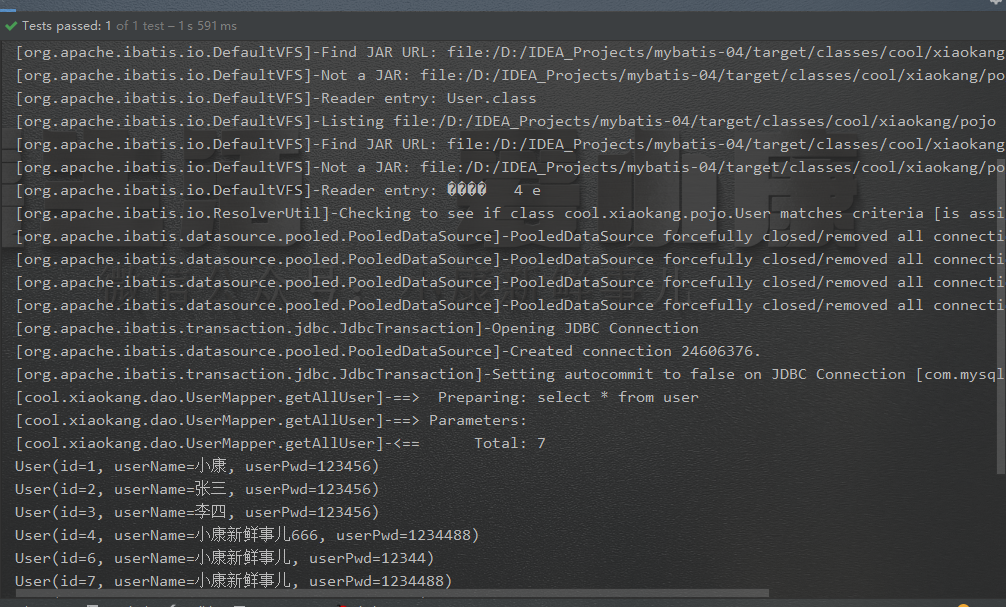 Tests passed: 1 of 1 test – 1 s 591 ms
[org.apache.ibatis.io.DefaultVFS]-Find JAR URL: file:/D:/IDEA_Projects/mybatis-04/target/classes/cool/xiaokang
[org.apache.ibatis.io.DefaultVFS]-Not a JAR: file:/D:/IDEA_Projects/mybatis-04/target/classes/cool/xiaokang/po
[org.apache.ibatis.io.DefaultVFS]-Reader entry: User.class
[org.apache.ibatis.io.DefaultVFS]-Listing file:/D:/IDEA_Projects/mybatis-04/target/classes/cool/xiaokang/pojo
[org.apache.ibatis.io.DefaultVFS]-Find JAR URL: file:/D:/IDEA_Projects/mybatis-04/target/classes/cool/xiaokang
[org.apache.ibatis.io.DefaultVFS]-Not a JAR: file:/D:/IDEA_Projects/mybatis-04/target/classes/cool/xiaokang/po
[org.apache.ibatis.io.DefaultVFS]-Reader entry: ���� 4 e
[org.apache.ibatis.io.ResolverUtil]-Checking to see if class cool.xiaokang.pojo.User matches criteria [is assi
[org.apache.ibatis.datasource.pooled.PooledDataSource]-PooledDataSource forcefully closed/removed all connecti
[org.apache.ibatis.datasource.pooled.PooledDataSource]-PooledDataSource forcefully closed/removed all connecti
[org.apache.ibatis.datasource.pooled.PooledDataSource]-PooledDataSource forcefully closed/removed all connecti
[org.apache.ibatis.datasource.pooled.PooledDataSource]-PooledDataSource forcefully closed/removed all connecti
[org.apache.ibatis.transaction.jdbc.JdbcTransaction]-Opening JDBC Connection
[org.apache.ibatis.datasource.pooled.PooledDataSource]-Created connection 24606376.
[org.apache.ibatis.transaction.jdbc.JdbcTransaction]-Setting autocommit to false on JDBC Connection [com.mysql
[cool.xiaokang.dao.UserMapper.getAllUser]-==>  Preparing: select * from user
[cool.xiaokang.dao.UserMapper.getAllUser]-==> Parameters:
[cool.xiaokang.dao.UserMapper.getAllUser]-<==      Total: 7
User(id=1, userName=小康, userPwd=123456)
User(id=2, userName=张三, userPwd=123456)
User(id=3, userName=李四, userPwd=123456)
User(id=4, userName=小康新鲜事儿666, userPwd=1234488)
User(id=6, userName=小康新鲜事儿, userPwd=12344)
User(id=7, userName=小康新鲜事儿, userPwd=1234488)